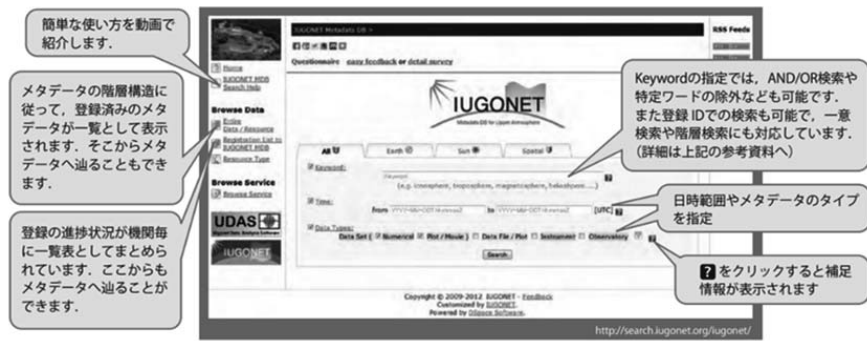 簡単な使い方を動画で
紹介します.
メタデータの階層構造に
従って,登録済みのメタ
データが一覧として表示
されます.そこからメタ
データへ辿ることもでき
ます.
登録の進捗状況が機関毎
に一覧表としてまとめら
れています.ここからも
メタデータへ辿ることが
できます.
IUGONET Metadata DB >
RSS Feeds
Questionnaire easy feedback or detail survey
Home
IUGONET MDB
Search Help
Browse Data
Entire
Data / Resource
Registration List to
IUGONET MDB
Resource Type
Browse Service
Browse Service
UDAS
IUGONET
IUGONET
Metadata DB for Upper Atmosphere
All
Earth
Sun
Spatial
Keyword:
(e.g. ionosphere, troposphere, magnetosphere, heliosphere, ...)
Time:
from
to
[UTC]
Data Types:
Data Set ( Numerical Plot / Movie ) Data File / Plot Instrument Observatory
Search
Copyright © 2009-2012 IUGONET - Feedback
Customized by IUGONET.
Powered by DSpace Software.
http://search.iugonet.org/iugonet/
Keywordの指定では,AND/OR検索や
特定ワードの除外なども可能です.
また登録IDでの検索も可能で,一意
検索や階層検索にも対応しています.
(詳細は上記の参考資料へ)
日時範囲やメタデータのタイプ
を指定
?をクリックすると補足
情報が表示されます